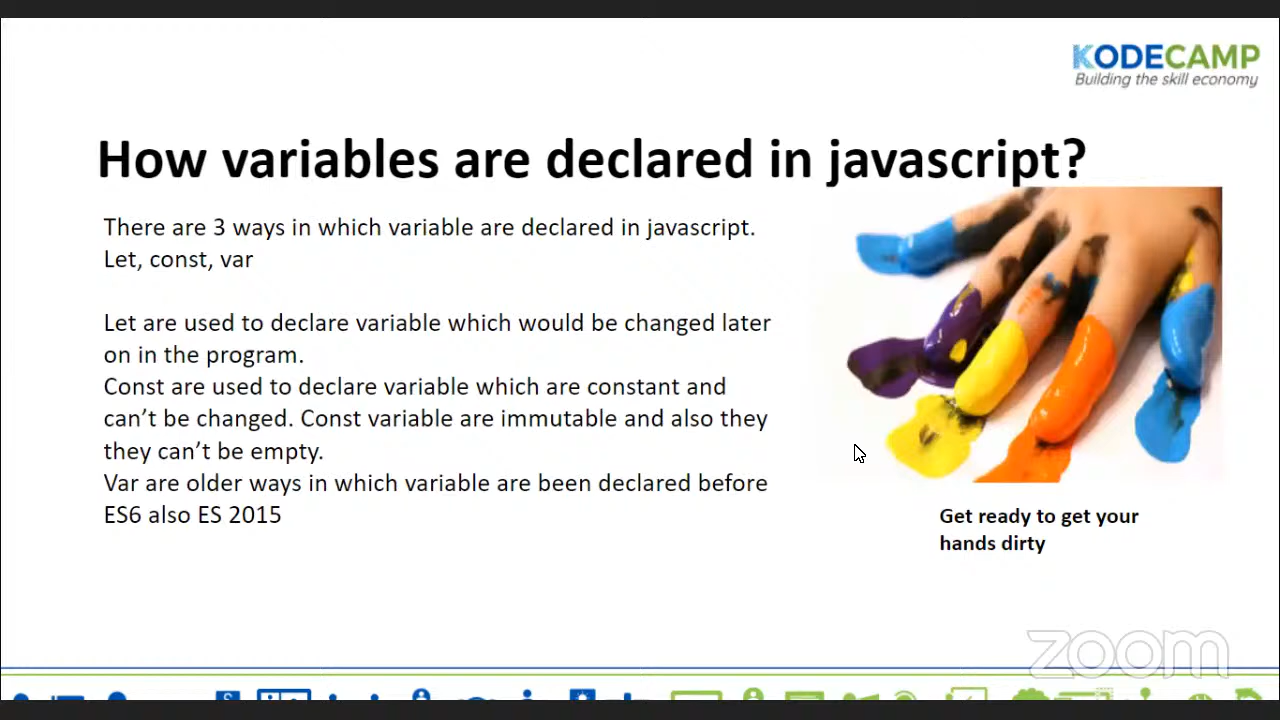 KODECAMP
Building the skill economy
How variables are declared in javascript?
There are 3 ways in which variable are declared in javascript.
Let, const, var
Let are used to declare variable which would be changed later
on in the program.
Const are used to declare variable which are constant and
can't be changed. Const variable are immutable and also they
they can't be empty.
Var are older ways in which variable are been declared before
ES6 also ES 2015
Get ready to get your
hands dirty
zoom